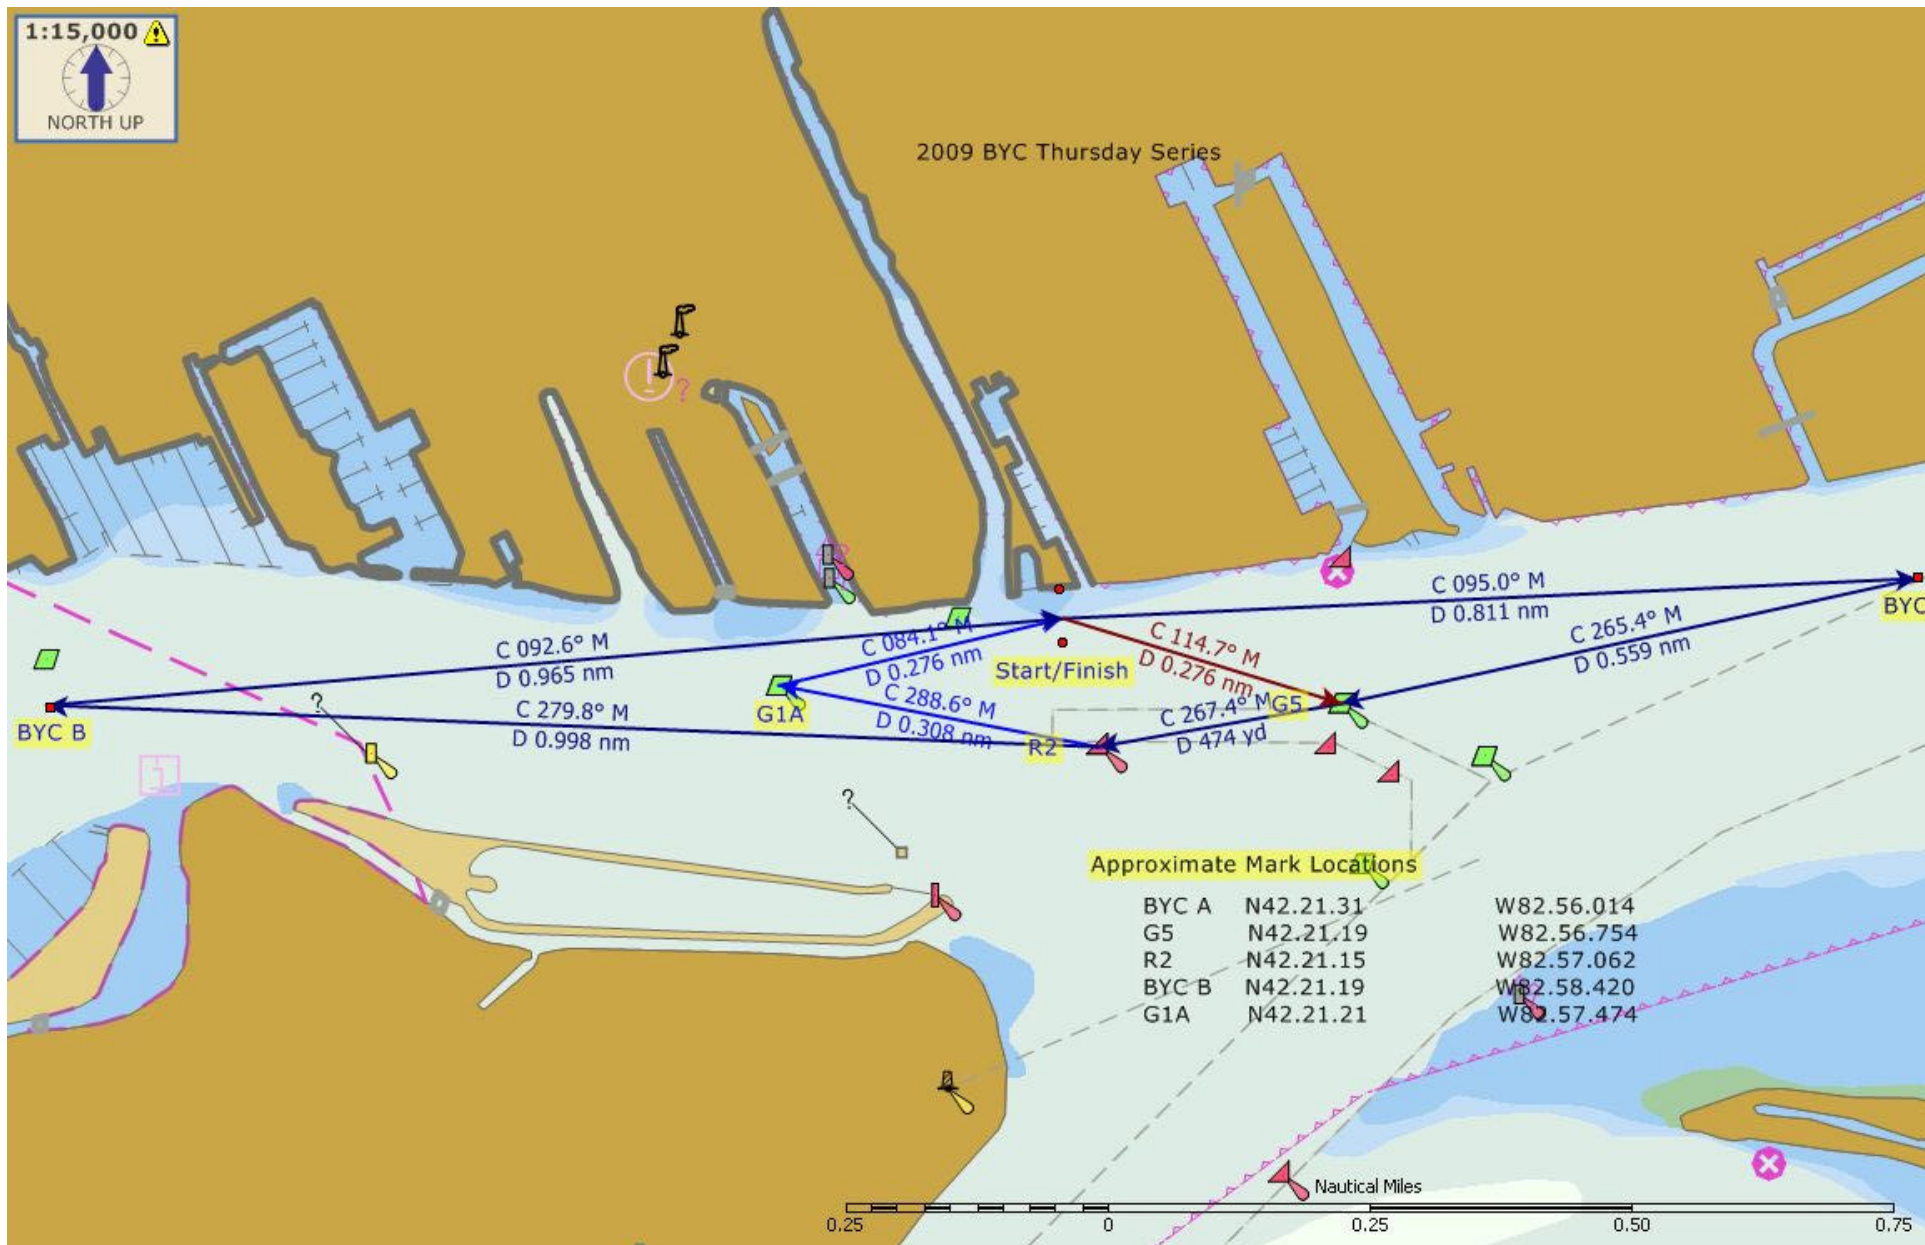 1:15,000
NORTH UP
2009 BYC Thursday Series
?
C 095.0° M
D 0.811 nm
BYC
C 092.6° M
D 0.965 nm
C 084.1° M
D 0.276 nm
C 114.7° M
D 0.276 nm
C 265.4° M
D 0.559 nm
Start/Finish
?
BYC B
C 279.8° M
D 0.998 nm
G1A
C 288.6° M
D 0.308 nm
R2
C 267.4° M
D 474 yd
G5
?
Approximate Mark Locations
BYC A N42.21.31 W82.56.014
G5 N42.21.19 W82.56.754
R2 N42.21.15 W82.57.062
BYC B N42.21.19 W82.58.420
G1A N42.21.21 W82.57.474
Nautical Miles
0.25 0 0.25 0.50 0.75